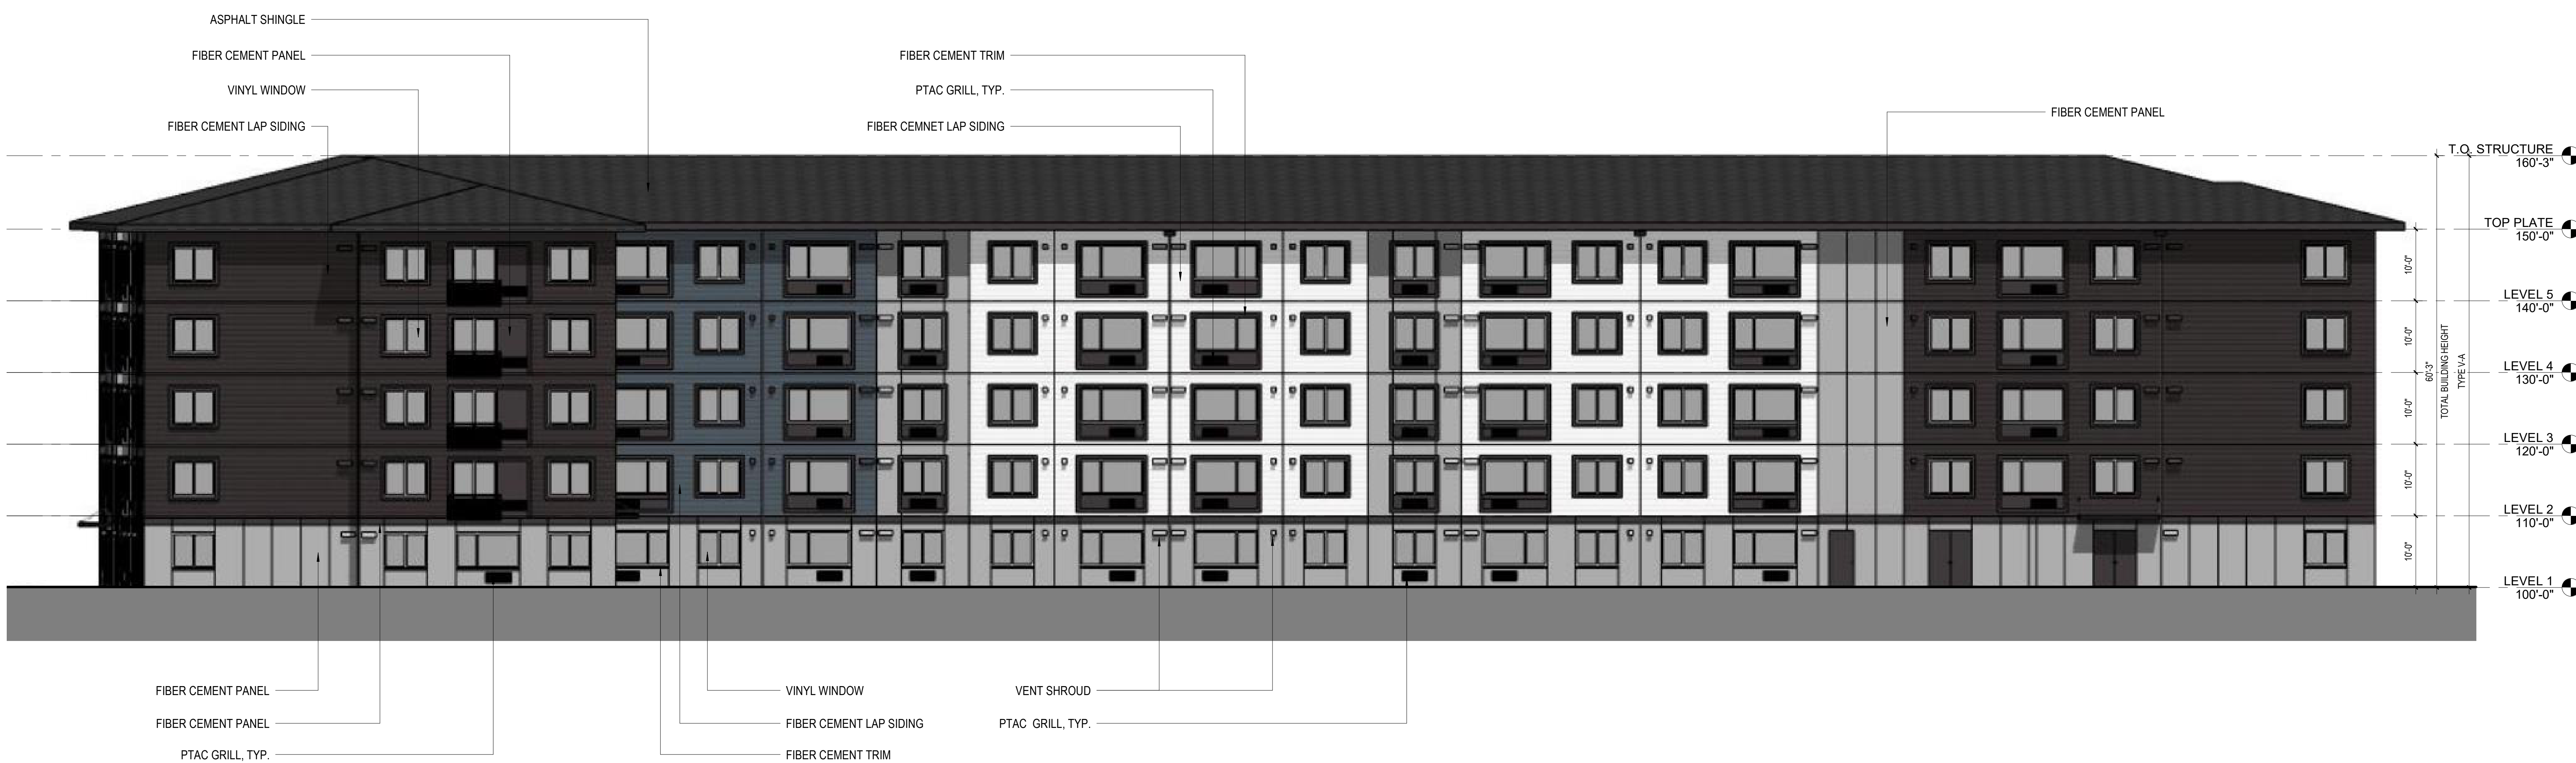 ASPHALT SHINGLE
FIBER CEMENT PANEL
VINYL WINDOW
FIBER CEMENT LAP SIDING
FIBER CEMENT TRIM
PTAC GRILL, TYP.
FIBER CEMNET LAP SIDING
FIBER CEMENT PANEL
T.O. STRUCTURE
160'-3"
TOP PLATE
150'-0"
LEVEL 5
140'-0"
LEVEL 4
130'-0"
LEVEL 3
120'-0"
LEVEL 2
110'-0"
LEVEL 1
100'-0"
10'-0"
10'-0"
10'-0"
10'-0"
10'-0"
60'-3"
TOTAL BUILDING HEIGHT
TYPE V-A
FIBER CEMENT PANEL
FIBER CEMENT PANEL
PTAC GRILL, TYP.
VINYL WINDOW
FIBER CEMENT LAP SIDING
FIBER CEMENT TRIM
VENT SHROUD
PTAC GRILL, TYP.